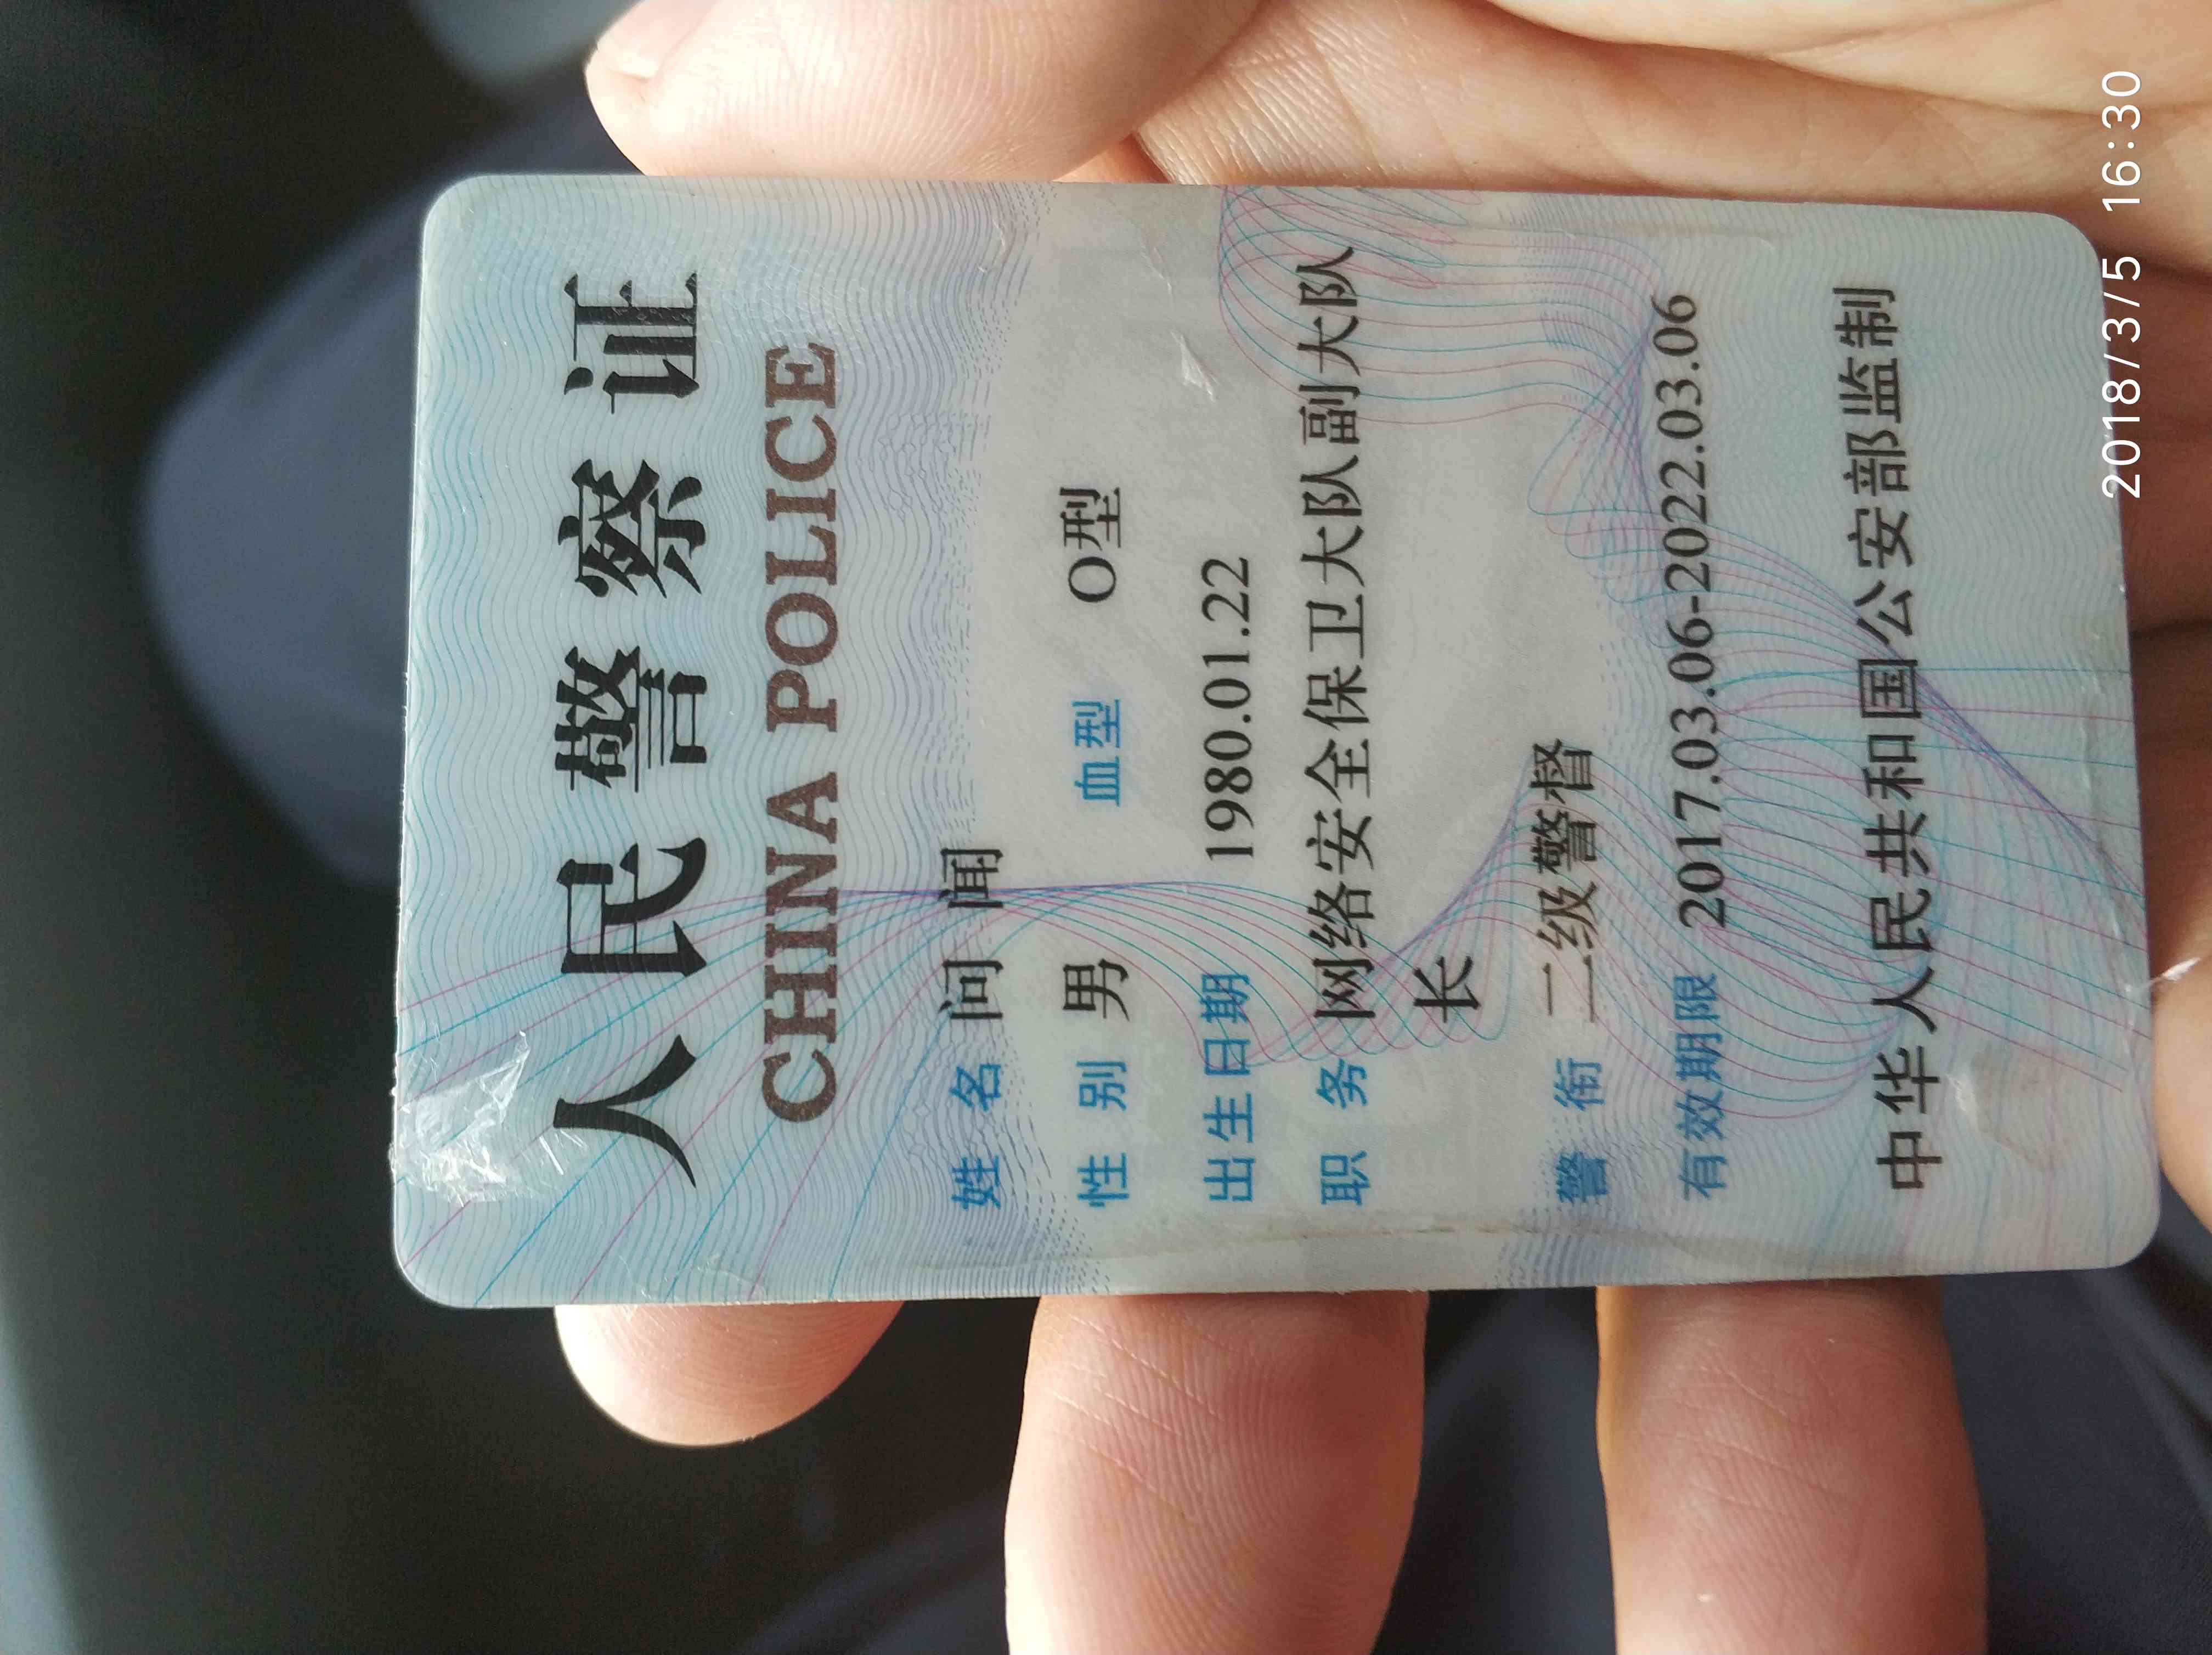 人民警察证
CHINA POLICE
姓 名 问 闻
性 别 男 血型 O型
出生日期 1980.01.22
职 务 网络安全保卫大队副大队
长
警 衔 二级警督
有效期限 2017.03.06-2022.03.06
中华人民共和国公安部监制
2018/3/5 16:30